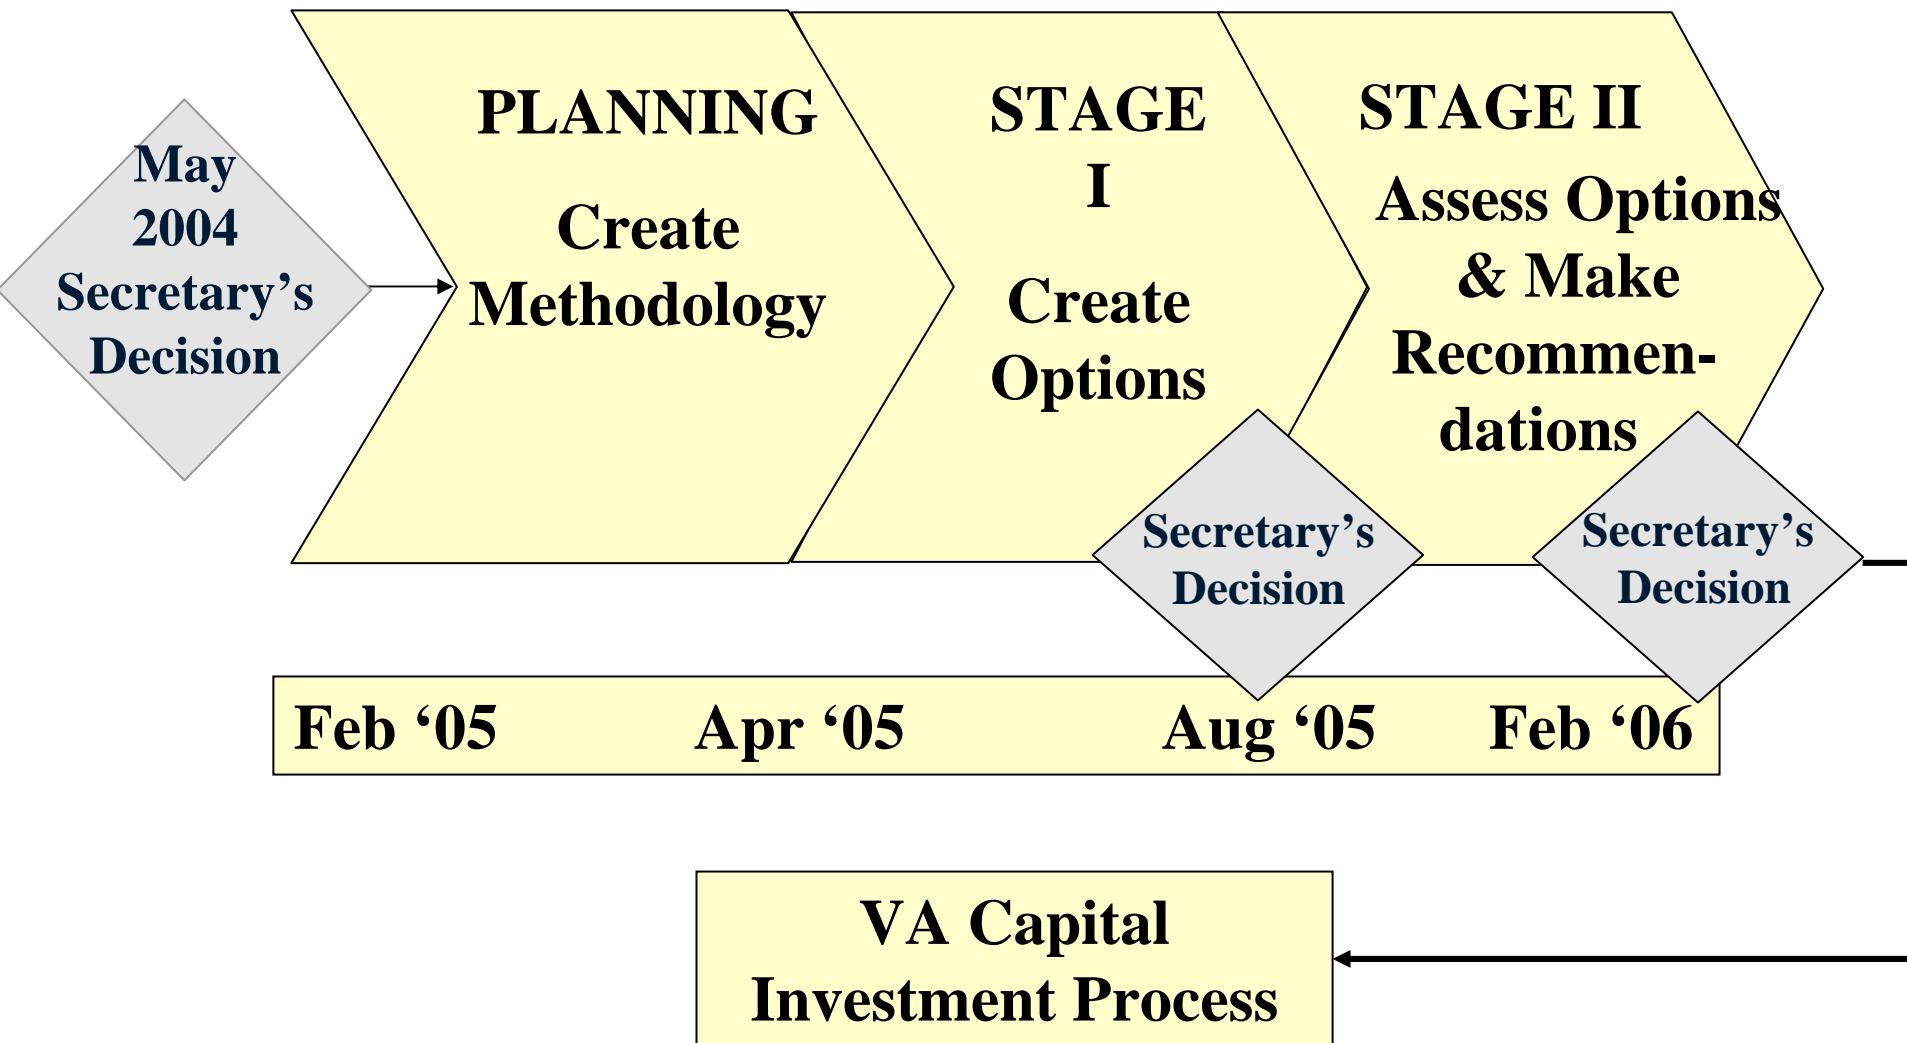 May
2004
Secretary’s
Decision
PLANNING
Create
Methodology
STAGE
I
Create
Options
STAGE II
Assess Options
& Make
Recommen-
dations
Secretary’s
Decision
Secretary’s
Decision
Feb ‘05 Apr ‘05 Aug ‘05 Feb ‘06
VA Capital
Investment Process